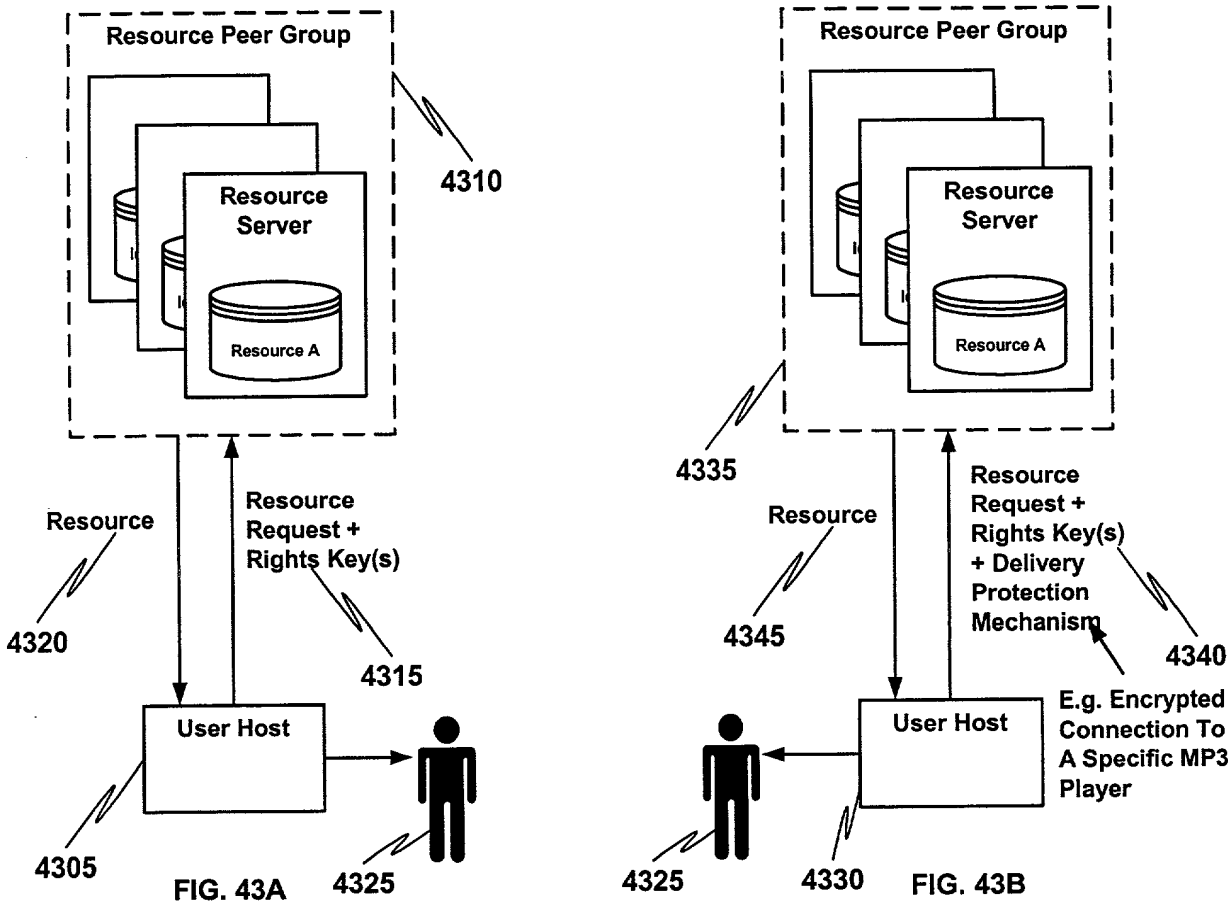 Resource Peer Group
Resource
Server
Resource A
4310
Resource
Resource
Request +
Rights Key(s)
4320
4315
User Host
4305
4325
FIG. 43A
Resource Peer Group
Resource
Server
Resource A
4335
Resource
Resource
Request +
Rights Key(s)
+ Delivery
Protection
Mechanism
4345
4340
E.g. Encrypted
Connection To
A Specific MP3
Player
User Host
4325
4330
FIG. 43B